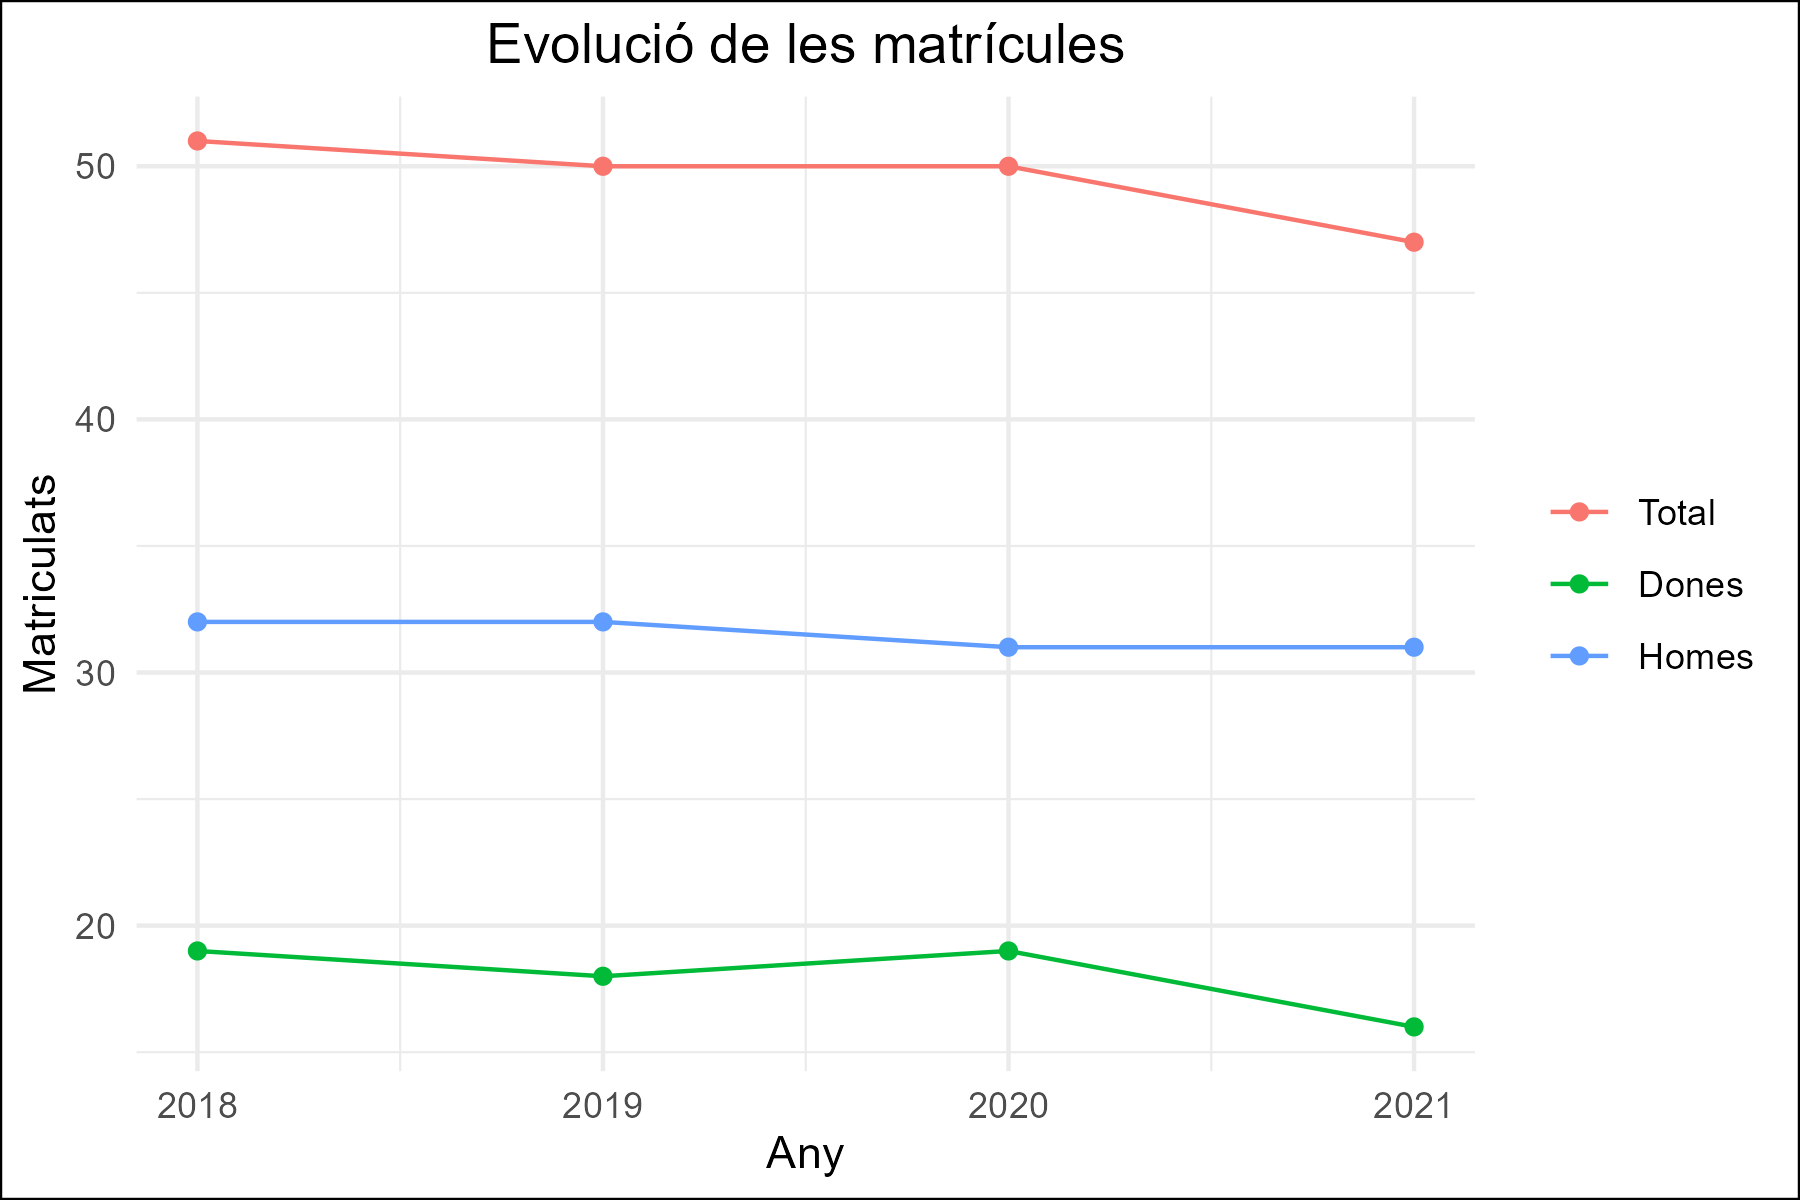 Evolució de les matrícules
Matriculats
50
40
30
20
2018 2019 2020 2021
Any
Total
Dones
Homes